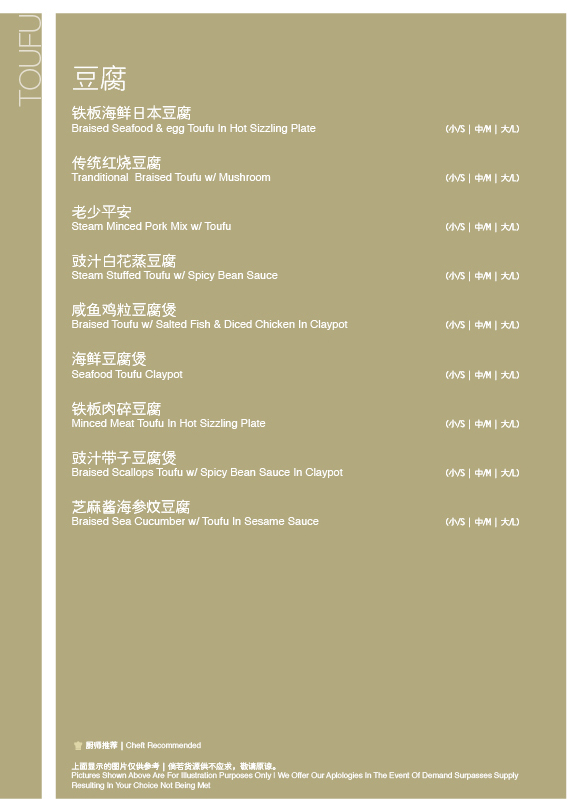 TOUFU
豆腐
铁板海鲜日本豆腐
Braised Seafood & egg Toufu In Hot Sizzling Plate (小/S | 中/M | 大/L)
传统红烧豆腐
Tranditional Braised Toufu w/ Mushroom (小/S | 中/M | 大/L)
老少平安
Steam Minced Pork Mix w/ Toufu (小/S | 中/M | 大/L)
豉汁白花蒸豆腐
Steam Stuffed Toufu w/ Spicy Bean Sauce (小/S | 中/M | 大/L)
咸鱼鸡粒豆腐煲
Braised Toufu w/ Salted Fish & Diced Chicken In Claypot (小/S | 中/M | 大/L)
海鲜豆腐煲
Seafood Toufu Claypot (小/S | 中/M | 大/L)
铁板肉碎豆腐
Minced Meat Toufu In Hot Sizzling Plate (小/S | 中/M | 大/L)
豉汁带子豆腐煲
Braised Scallops Toufu w/ Spicy Bean Sauce In Claypot (小/S | 中/M | 大/L)
芝麻酱海参炆豆腐
Braised Sea Cucumber w/ Toufu In Sesame Sauce (小/S | 中/M | 大/L)
厨师推荐 | Cheft Recommended
上面显示的图片仅供参考 | 倘若货源供不应求，敬请原谅。
Pictures Shown Above Are For Illustration Purposes Only | We Offer Our Aplologies In The Event Of Demand Surpasses Supply
Resulting In Your Choice Not Being Met